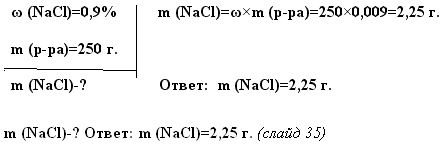 ω (NaCl)=0,9% m (NaCl)=ω×m (р-ра)=250×0,009=2,25 г.
m (р-ра)=250 г.
m (NaCl)-? Ответ: m (NaCl)=2,25 г.
m (NaCl)-? Ответ: m (NaCl)=2,25 г. (слайд 35)